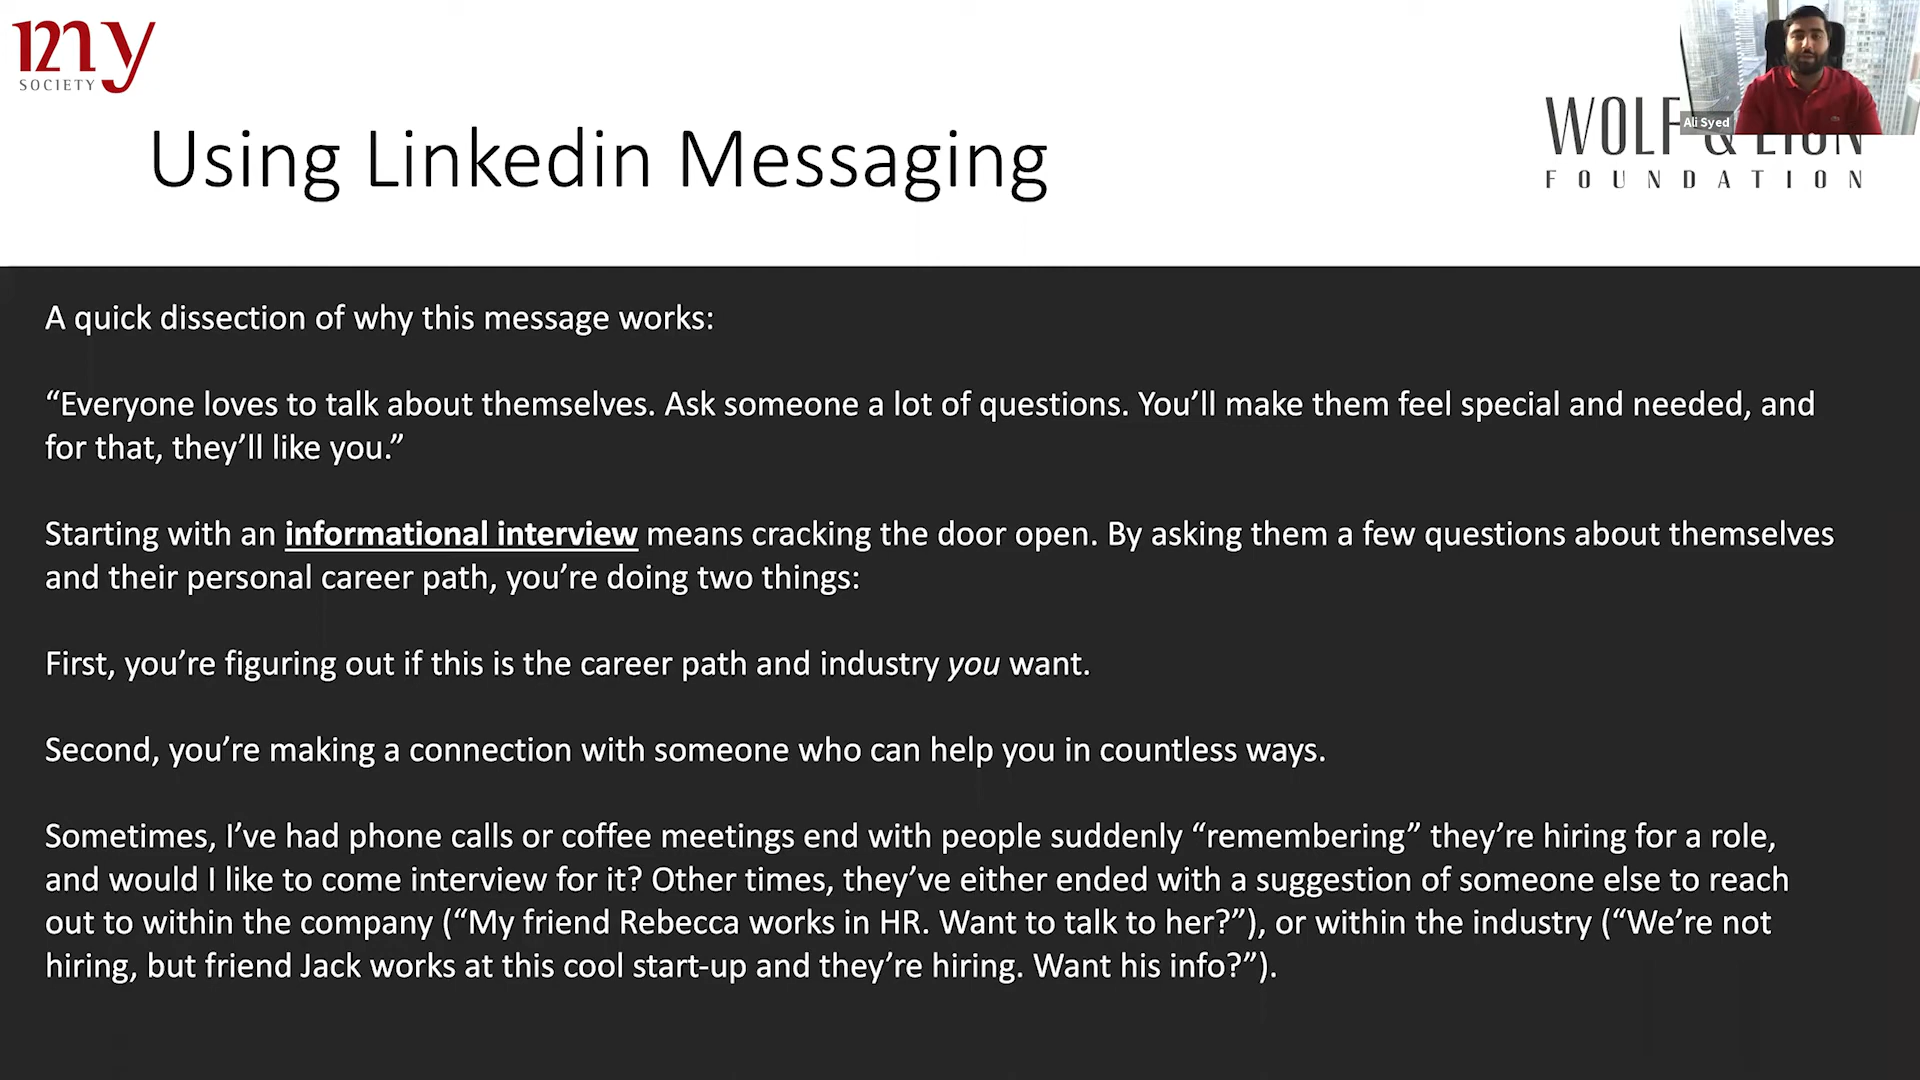 my
SOCIETY
Ali Syed
WOLF & LION
FOUNDATION
Using Linkedin Messaging
A quick dissection of why this message works:
“Everyone loves to talk about themselves. Ask someone a lot of questions. You’ll make them feel special and needed, and
for that, they’ll like you.”
Starting with an informational interview means cracking the door open. By asking them a few questions about themselves
and their personal career path, you’re doing two things:
First, you’re figuring out if this is the career path and industry you want.
Second, you’re making a connection with someone who can help you in countless ways.
Sometimes, I’ve had phone calls or coffee meetings end with people suddenly “remembering” they’re hiring for a role,
and would I like to come interview for it? Other times, they’ve either ended with a suggestion of someone else to reach
out to within the company (“My friend Rebecca works in HR. Want to talk to her?”), or within the industry (“We’re not
hiring, but friend Jack works at this cool start-up and they’re hiring. Want his info?”).